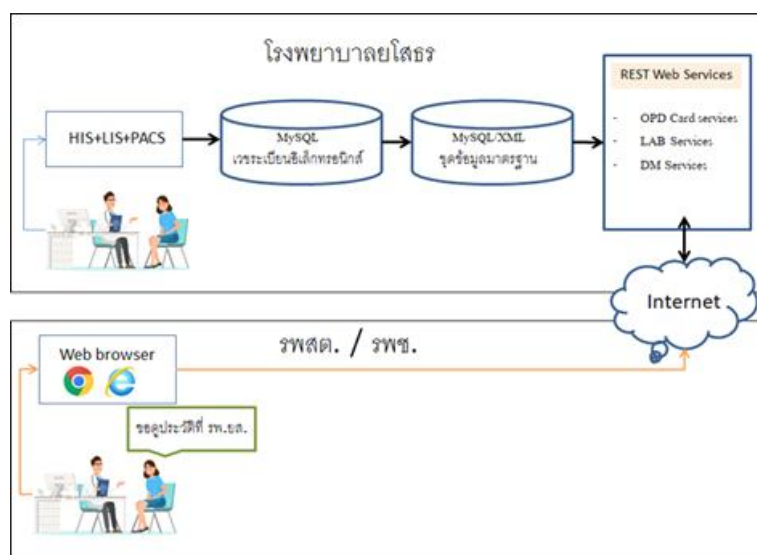 โรงพยาบาลยโสธร
REST Web Services
- OPD Card services
- LAB Services
- DM Services
HIS+LIS+PACS
MySQL
เวชระเบียนอิเล็กทรอนิกส์
MySQL/XML
ชุดข้อมูลมาตรฐาน
Internet
รพสต. / รพช.
Web browser
ขอดูประวัติที่ รพ.ยส.